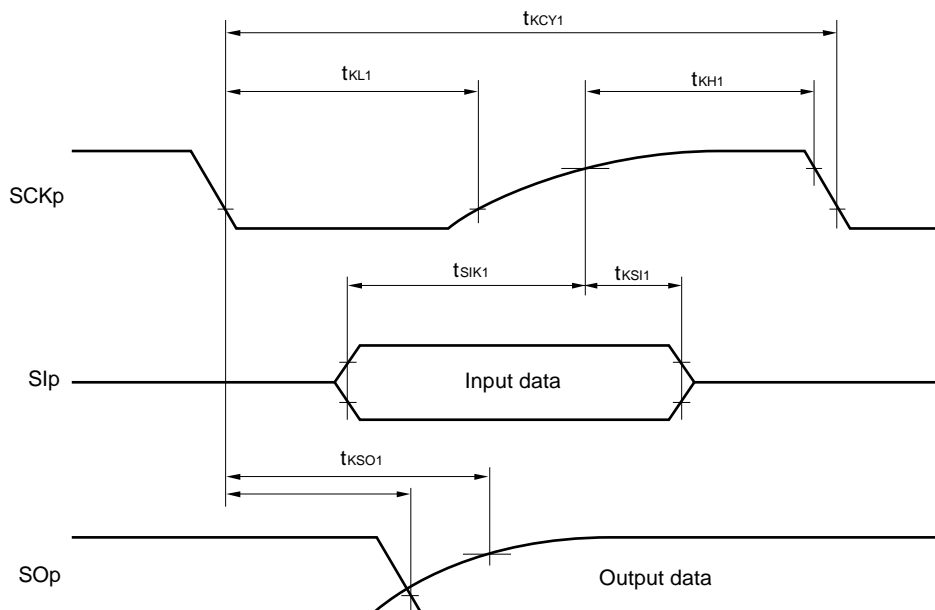 tKCY1
tKL1
tKH1
SCKp
tSIK1
tKSI1
SIp
Input data
tKSO1
SOp
Output data